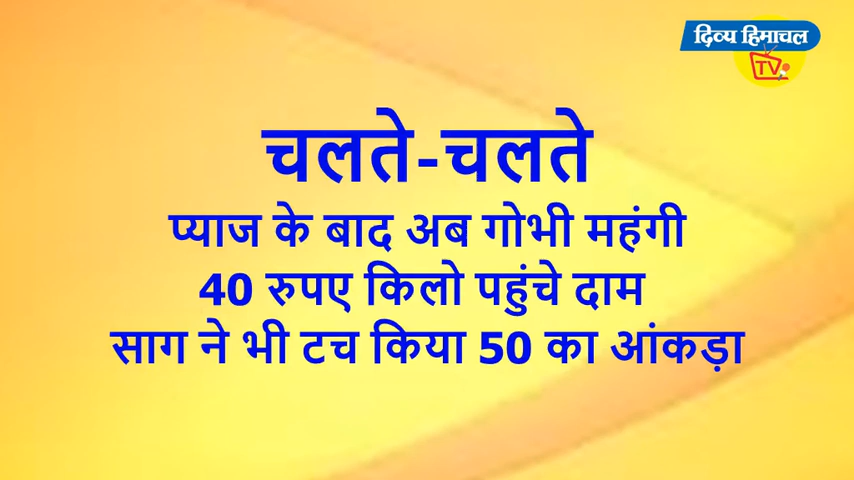 दिव्य हिमाचल
TV
चलते-चलते
प्याज के बाद अब गोभी महंगी
40 रुपए किलो पहुंचे दाम
साग ने भी टच किया 50 का आंकड़ा